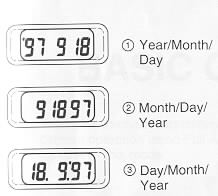 '97 9 18
① Year/Month/
Day
9 18 97
② Month/Day/
Year
18. 9.'97
③ Day/Month/
Year